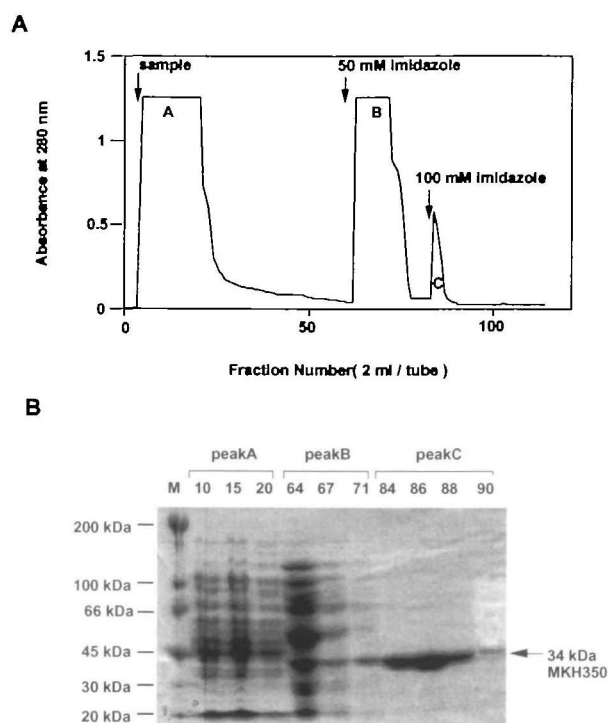 A
1.5
sample
50 mM imidazole
A
B
1
100 mM imidazole
0.5
C
0
0
50
100
Absorbance at 280 nm
Fraction Number( 2 ml / tube )
B
peakA
peakB
peakC
M
10
15
20
64
67
71
84
86
88
90
200 kDa
100 kDa
66 kDa
45 kDa
34 kDa
MKH350
30 kDa
20 kDa